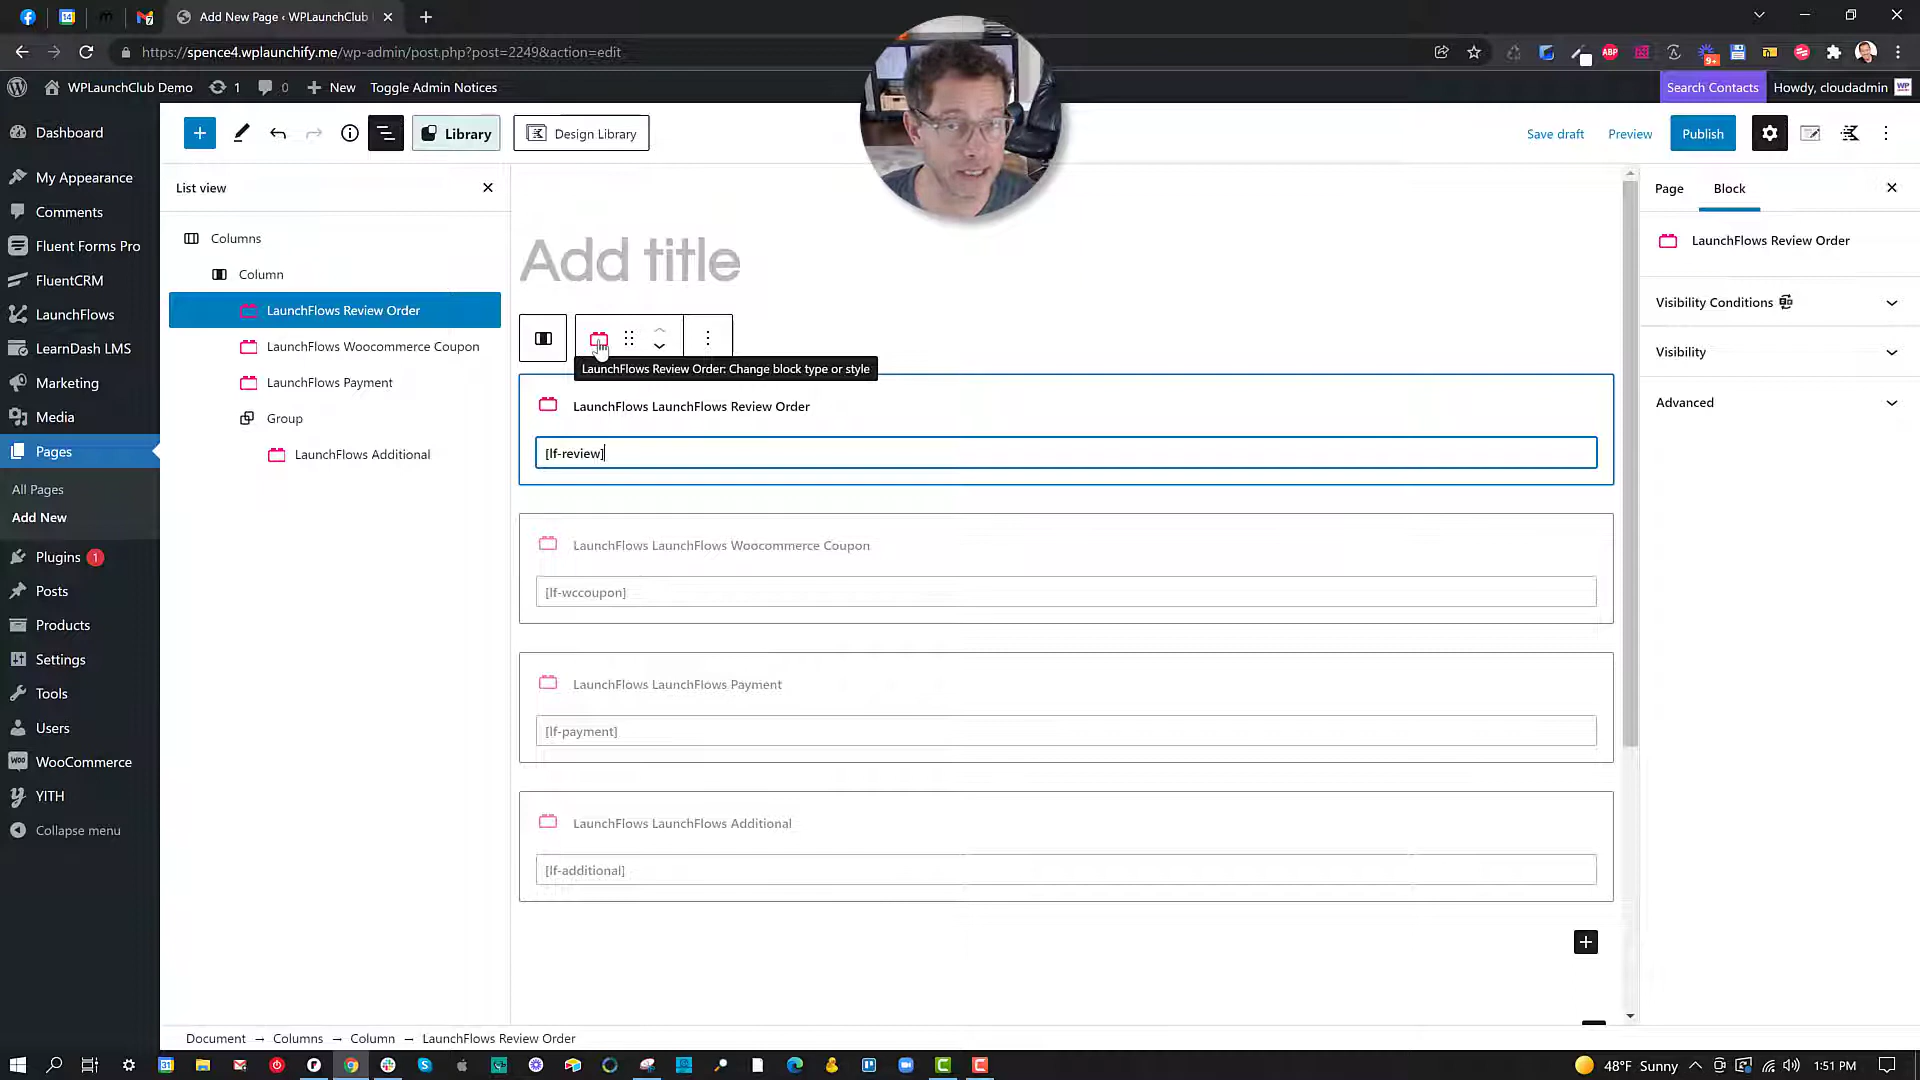 Add New Page ‹ WPLaunchClub
https://spence4.wplaunchify.me/wp-admin/post.php?post=2249&action=edit
ABP
9+
WPLaunchClub Demo
1
0
New
Toggle Admin Notices
Search Contacts
Howdy, cloudadmin
Dashboard
My Appearance
Comments
Fluent Forms Pro
FluentCRM
LaunchFlows
LearnDash LMS
Marketing
Media
Pages
All Pages
Add New
Plugins 1
Posts
Products
Settings
Tools
Users
WooCommerce
YITH
Collapse menu
Library
Design Library
Save draft
Preview
Publish
List view
Columns
Column
LaunchFlows Review Order
LaunchFlows Woocommerce Coupon
LaunchFlows Payment
Group
LaunchFlows Additional
Add title
LaunchFlows Review Order: Change block type or style
LaunchFlows LaunchFlows Review Order
[lf-review]
LaunchFlows LaunchFlows Woocommerce Coupon
[lf-wccoupon]
LaunchFlows LaunchFlows Payment
[lf-payment]
LaunchFlows LaunchFlows Additional
[lf-additional]
Page
Block
LaunchFlows Review Order
Visibility Conditions
Visibility
Advanced
Document → Columns → Column → LaunchFlows Review Order
48°F Sunny
1:51 PM